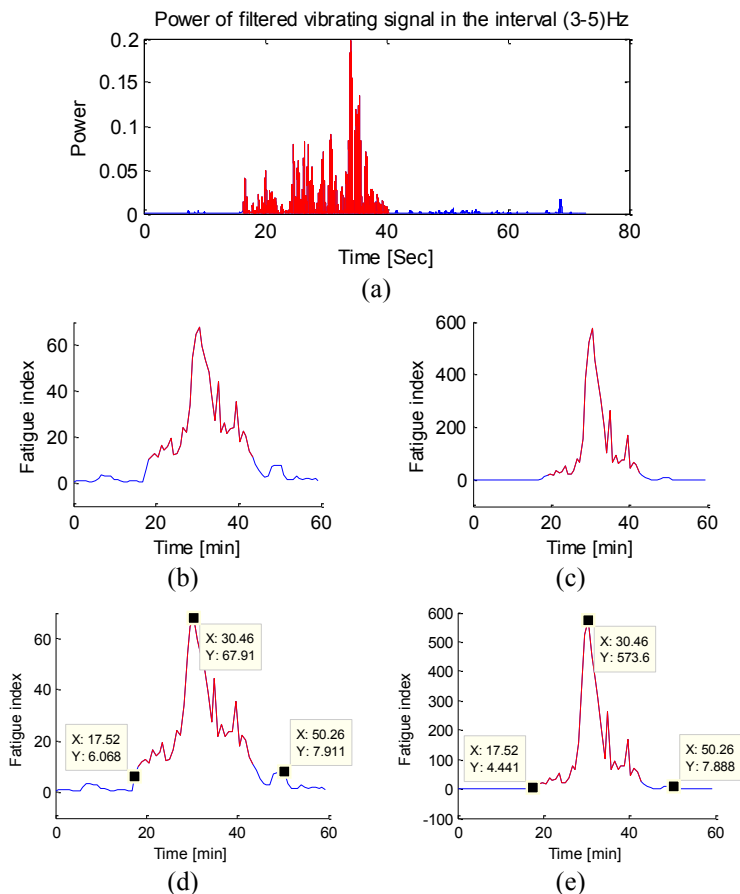 Power of filtered vibrating signal in the interval (3-5)Hz
0.2
0.15
0.1
0.05
0
Power
0 20 40 60 80
Time [Sec]
(a)
60
40
20
0
Fatigue index
0 20 40 60
Time [min]
(b)
600
400
200
0
-100
Fatigue index
0 20 40 60
Time [min]
(c)
60
40
20
0
Fatigue index
X: 30.46
Y: 67.91
X: 17.52
Y: 6.068
X: 50.26
Y: 7.911
0 20 40 60
Time [min]
(d)
600
500
400
300
200
100
0
-100
Fatigue index
X: 30.46
Y: 573.6
X: 17.52
Y: 4.441
X: 50.26
Y: 7.888
0 20 40 60
Time [min]
(e)